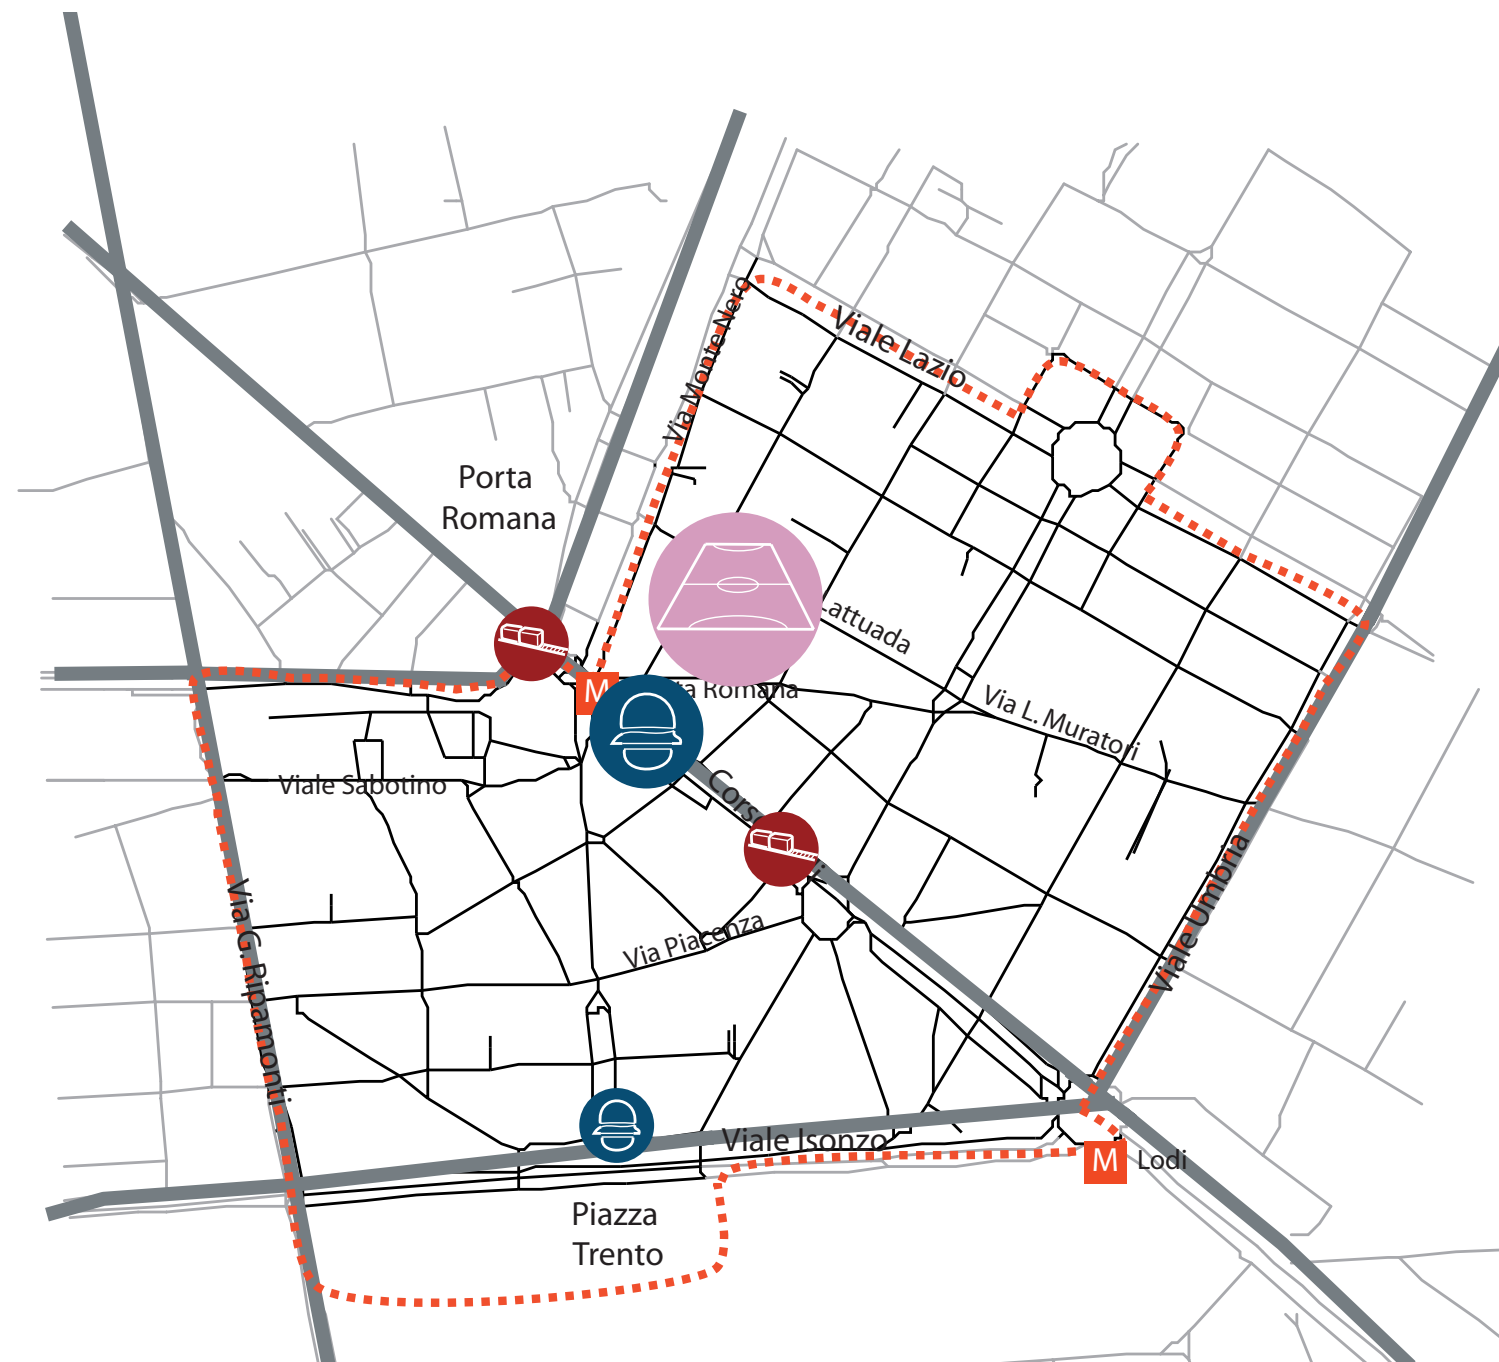 Via Monte Nero
Viale Lazio
Porta
Romana
Lattuada
M
Romana
Via L. Muratori
Viale Sabotino
Via G. Ripamonti
Viale Umbria
Via Piacenza
Viale Isonzo
M Lodi
Piazza
Trento